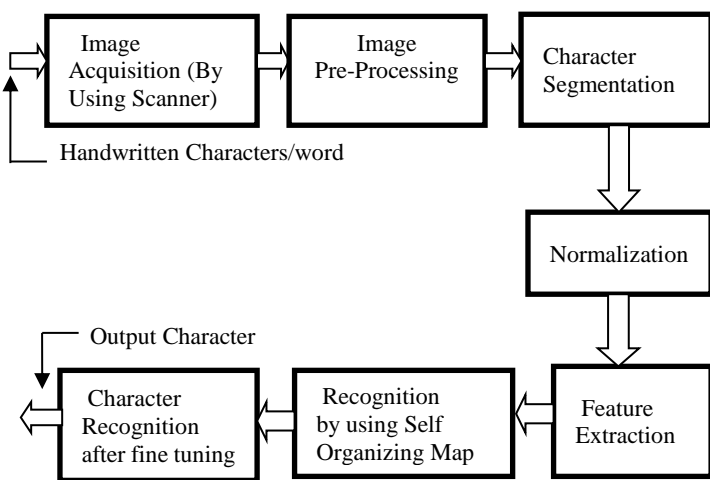 Image
Acquisition (By
Using Scanner)
Image
Pre-Processing
Character
Segmentation
Handwritten Characters/word
Normalization
Output Character
Character
Recognition
after fine tuning
Recognition
by using Self
Organizing Map
Feature
Extraction